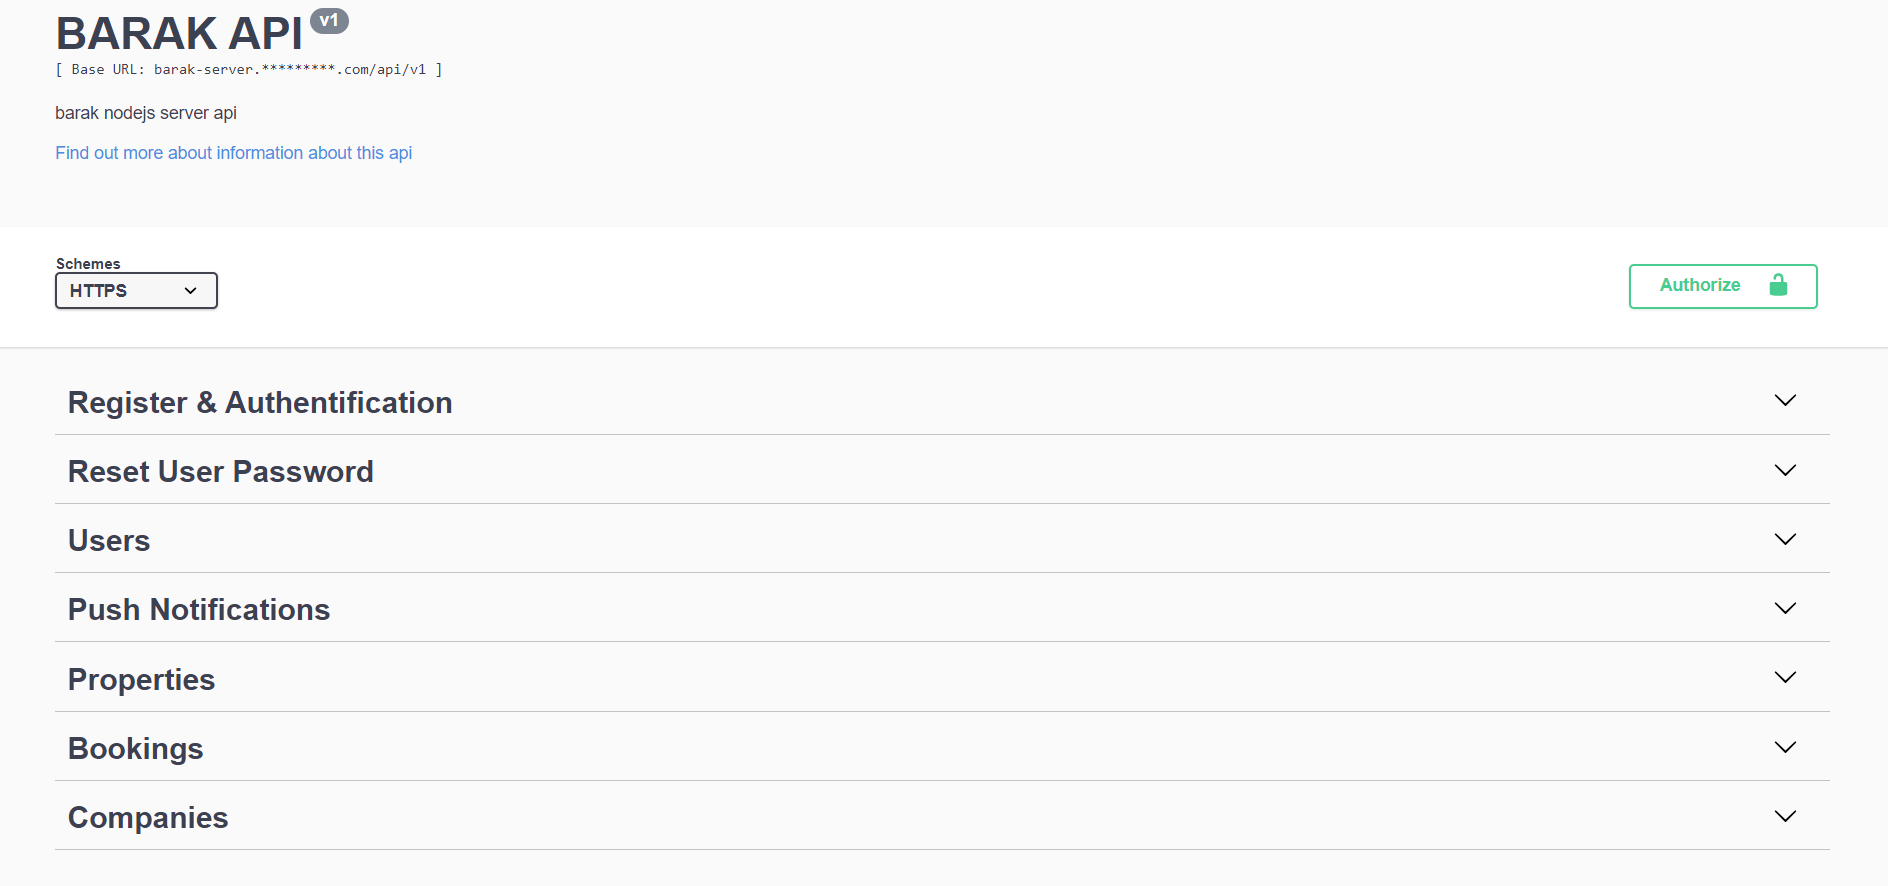 BARAK API v1
[ Base URL: barak-server.*********.com/api/v1 ]
barak nodejs server api
Find out more about information about this api
Schemes
HTTPS
Authorize
Register & Authentification
Reset User Password
Users
Push Notifications
Properties
Bookings
Companies